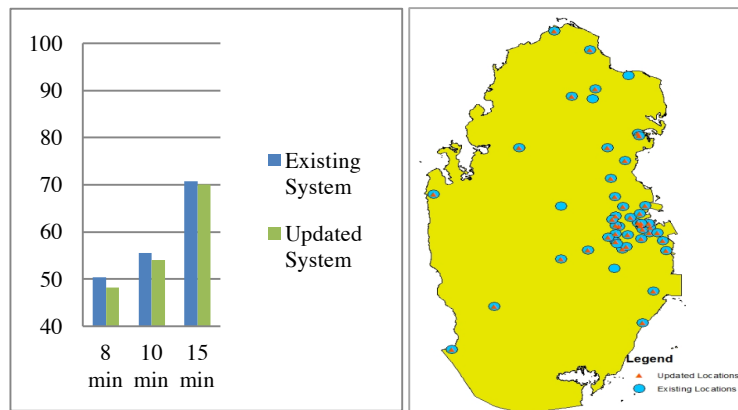 100
90
80
70
60
50
40
8
min
10
min
15
min
Existing
System
Updated
System
Legend
Updated Locations
Existing Locations